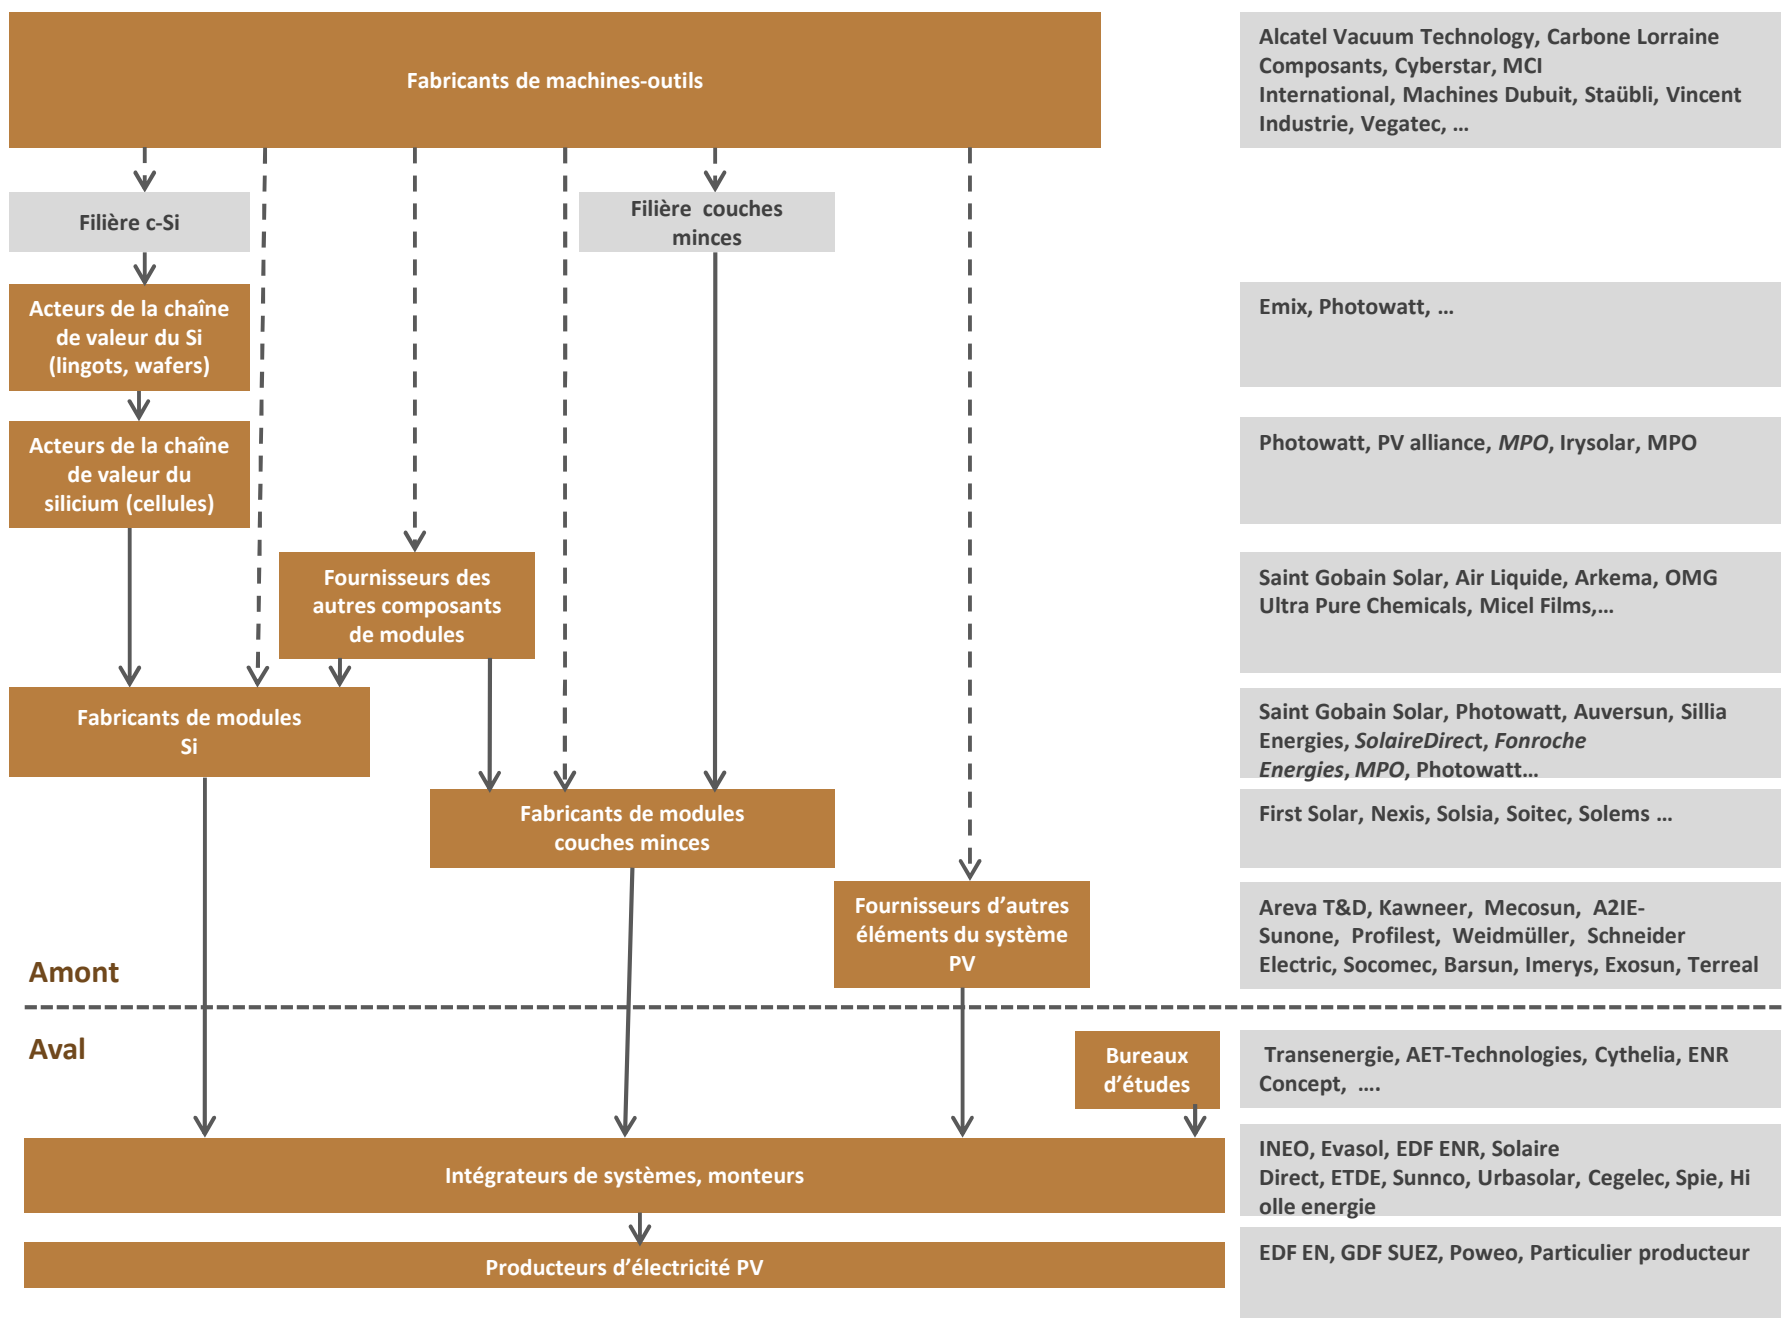 Fabricants de machines-outils
Alcatel Vacuum Technology, Carbone Lorraine
Composants, Cyberstar, MCI
International, Machines Dubuit, Staübli, Vincent
Industrie, Vegatec, …
Filière c-Si
Filière  couches
minces
Acteurs de la chaîne
de valeur du Si
(lingots, wafers)
Emix, Photowatt, …
Acteurs de la chaîne
de valeur du
silicium (cellules)
Photowatt, PV alliance, MPO, Irysolar, MPO
Fournisseurs des
autres composants
de modules
Saint Gobain Solar, Air Liquide, Arkema, OMG
Ultra Pure Chemicals, Micel Films,…
Fabricants de modules
Si
Saint Gobain Solar, Photowatt, Auversun, Sillia
Energies, SolaireDirect, Fonroche
Energies, MPO, Photowatt…
Fabricants de modules
couches minces
First Solar, Nexis, Solsia, Soitec, Solems …
Fournisseurs d’autres
éléments du système
PV
Areva T&D, Kawneer,  Mecosun,  A2IE-
Sunone,  Profilest,  Weidmüller,  Schneider
Electric, Socomec, Barsun, Imerys, Exosun, Terreal
Amont
Aval
Bureaux
d’études
Transenergie, AET-Technologies, Cythelia, ENR
Concept,  ….
Intégrateurs de systèmes, monteurs
INEO, Evasol, EDF ENR, Solaire
Direct, ETDE, Sunnco, Urbasolar, Cegelec, Spie, Hi
olle energie
Producteurs d’électricité PV
EDF EN, GDF SUEZ, Poweo, Particulier producteur